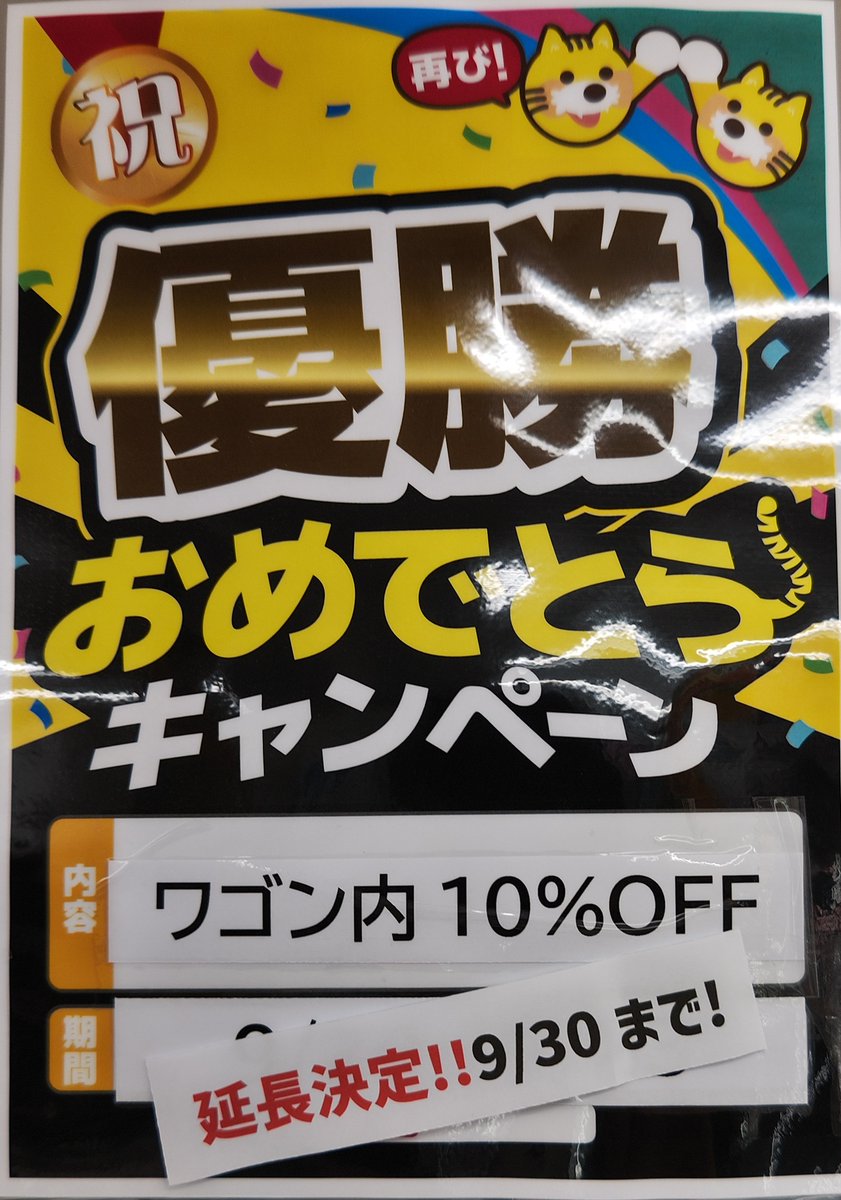 祝
再び!
優勝
おめでとう
キャンペーン
内容
ワゴン内 10%OFF
期間
延長決定!!9/30 まで!